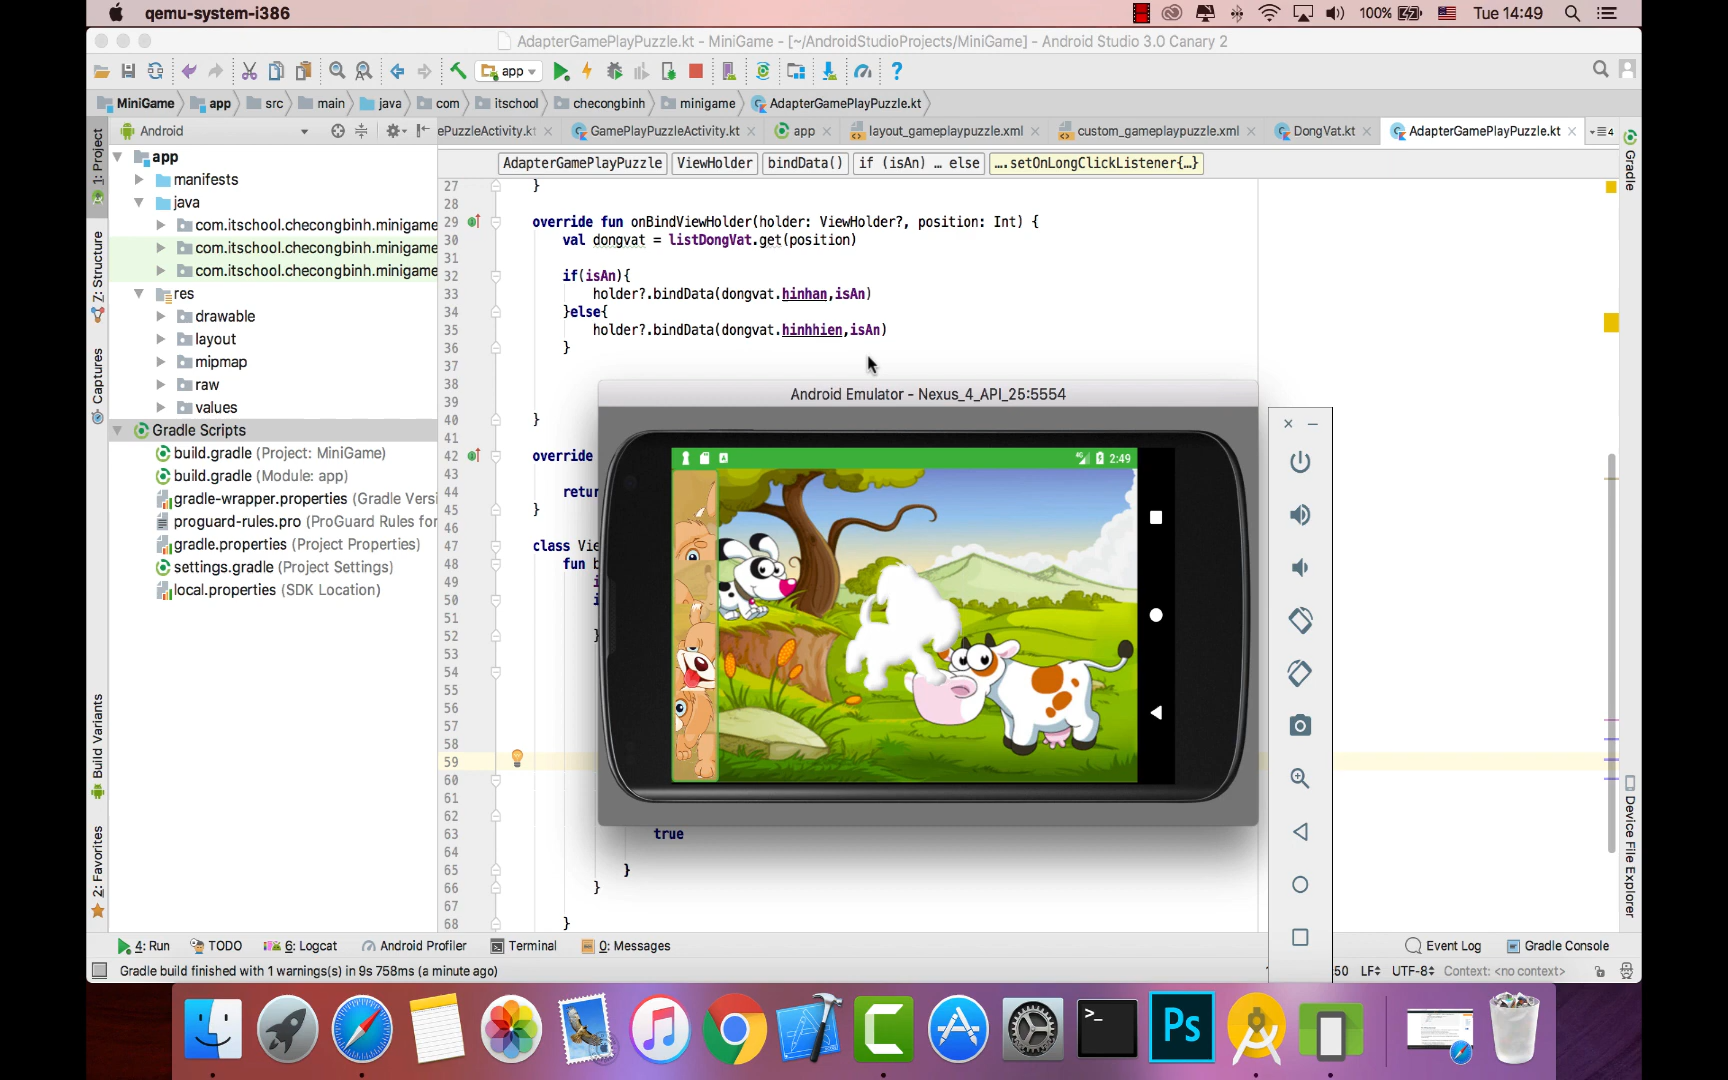 qemu-system-i386
100%
Tue 14:49
AdapterGamePlayPuzzle.kt - MiniGame - [~/AndroidStudioProjects/MiniGame] - Android Studio 3.0 Canary 2
app
?
MiniGame
app
src
main
java
com
itschool
checongbinh
minigame
AdapterGamePlayPuzzle.kt
Android
ePuzzleActivity.kt
GamePlayPuzzleActivity.kt
app
layout_gameplaypuzzle.xml
custom_gameplaypuzzle.xml
DongVat.kt
AdapterGamePlayPuzzle.kt
4
AdapterGamePlayPuzzle
ViewHolder
bindData()
if (isAn) … else
….setOnLongClickListener{…}
1: Project
7: Structure
Captures
Build Variants
2: Favorites
Gradle
Device File Explorer
app
manifests
java
com.itschool.checongbinh.minigame
com.itschool.checongbinh.minigame
com.itschool.checongbinh.minigame
res
drawable
layout
mipmap
raw
values
Gradle Scripts
build.gradle (Project: MiniGame)
build.gradle (Module: app)
gradle-wrapper.properties (Gradle Versi
proguard-rules.pro (ProGuard Rules for
gradle.properties (Project Properties)
settings.gradle (Project Settings)
local.properties (SDK Location)
27 }
28
29 override fun onBindViewHolder(holder: ViewHolder?, position: Int) {
30 val dongvat = listDongVat.get(position)
31
32 if(isAn){
33 holder?.bindData(dongvat.hinhan,isAn)
34 }else{
35 holder?.bindData(dongvat.hinhhien,isAn)
36 }
37
38
39
40 }
41
42 override
43
44 retur
45 }
46
47 class Vie
48 fun b
49 i
50 i
51
52 }
53
54
55
56
57
58
59
60
61
62
63 true
64
65 }
66 }
67
68 }
Android Emulator - Nexus_4_API_25:5554
2:49
4: Run
TODO
6: Logcat
Android Profiler
Terminal
0: Messages
Event Log
Gradle Console
Gradle build finished with 1 warnings(s) in 9s 758ms (a minute ago)
50
LF
UTF-8
Context: <no context>
>_
Ps